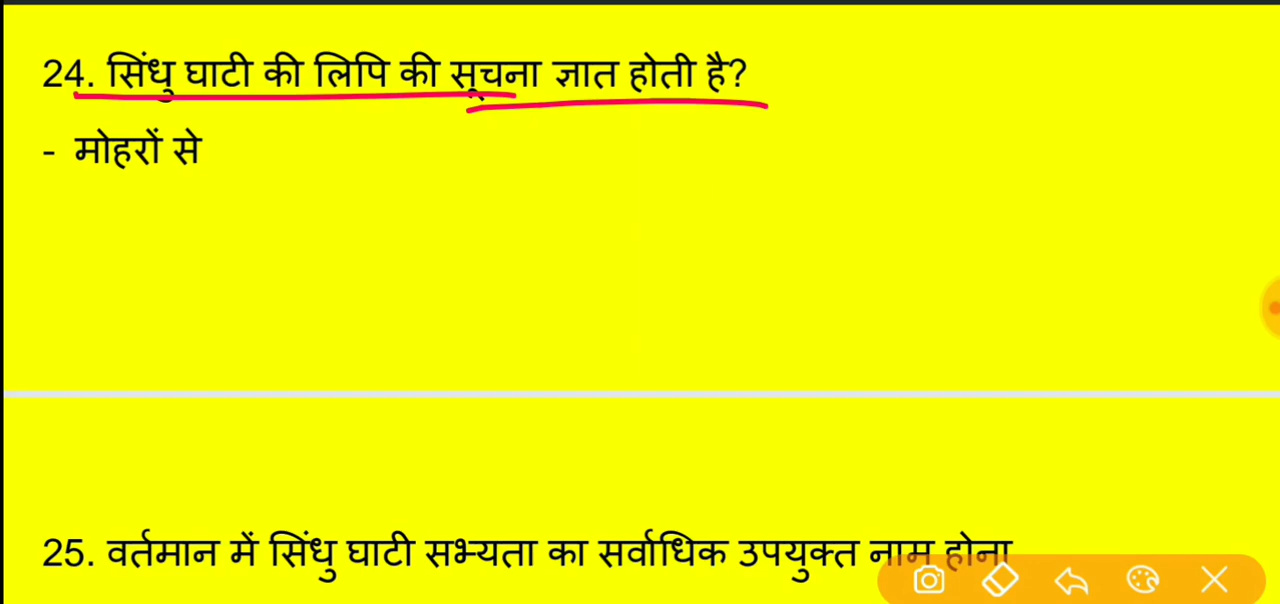 24. सिंधु घाटी की लिपि की सूचना ज्ञात होती है?
- मोहरों से
25. वर्तमान में सिंधु घाटी सभ्यता का सर्वाधिक उपयुक्त नाम होना